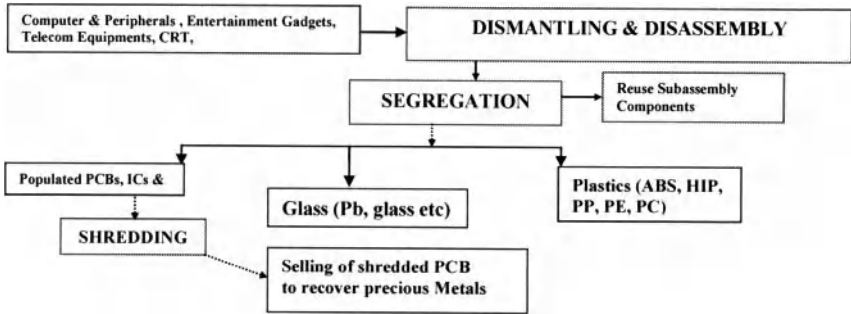 Computer & Peripherals , Entertainment Gadgets,
Telecom Equipments, CRT,
DISMANTLING & DISASSEMBLY
SEGREGATION
Reuse Subassembly
Components
Populated PCBs, ICs &
Glass (Pb, glass etc)
Plastics (ABS, HIP,
PP, PE, PC)
SHREDDING
Selling of shredded PCB
to recover precious Metals